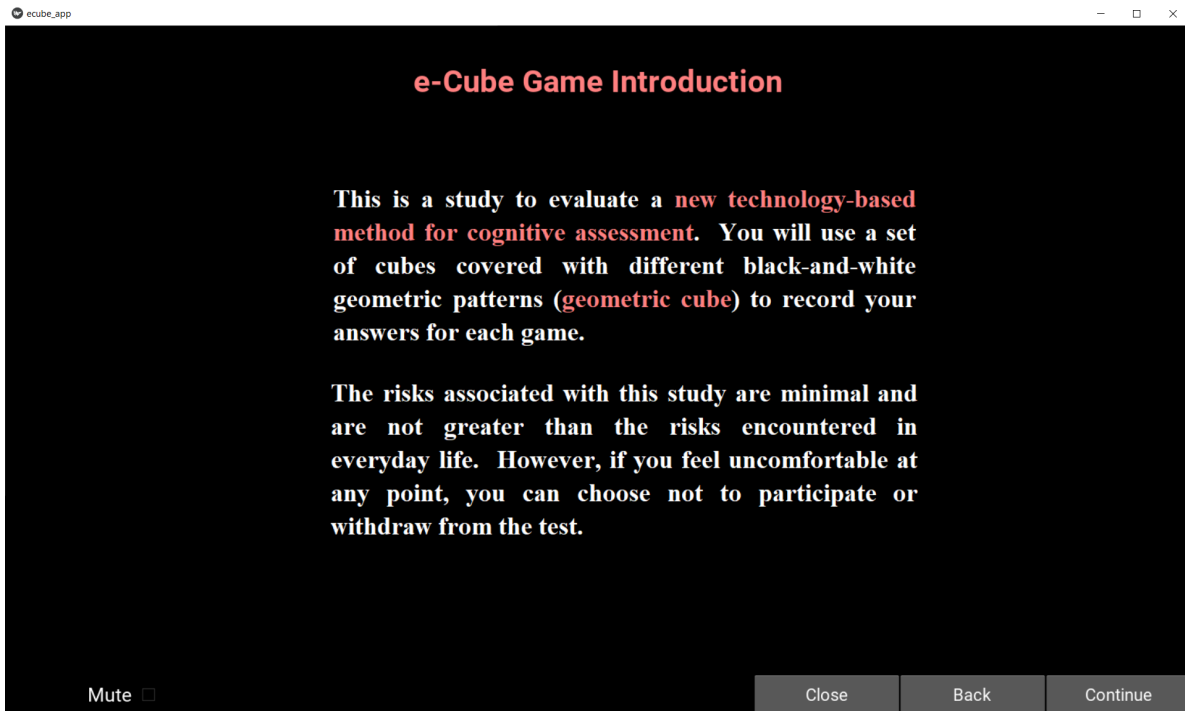 ecube_app
e-Cube Game Introduction
This is a study to evaluate a new technology-based
method for cognitive assessment. You will use a set
of cubes covered with different black-and-white
geometric patterns (geometric cube) to record your
answers for each game.
The risks associated with this study are minimal and
are not greater than the risks encountered in
everyday life. However, if you feel uncomfortable at
any point, you can choose not to participate or
withdraw from the test.
Mute
Close
Back
Continue